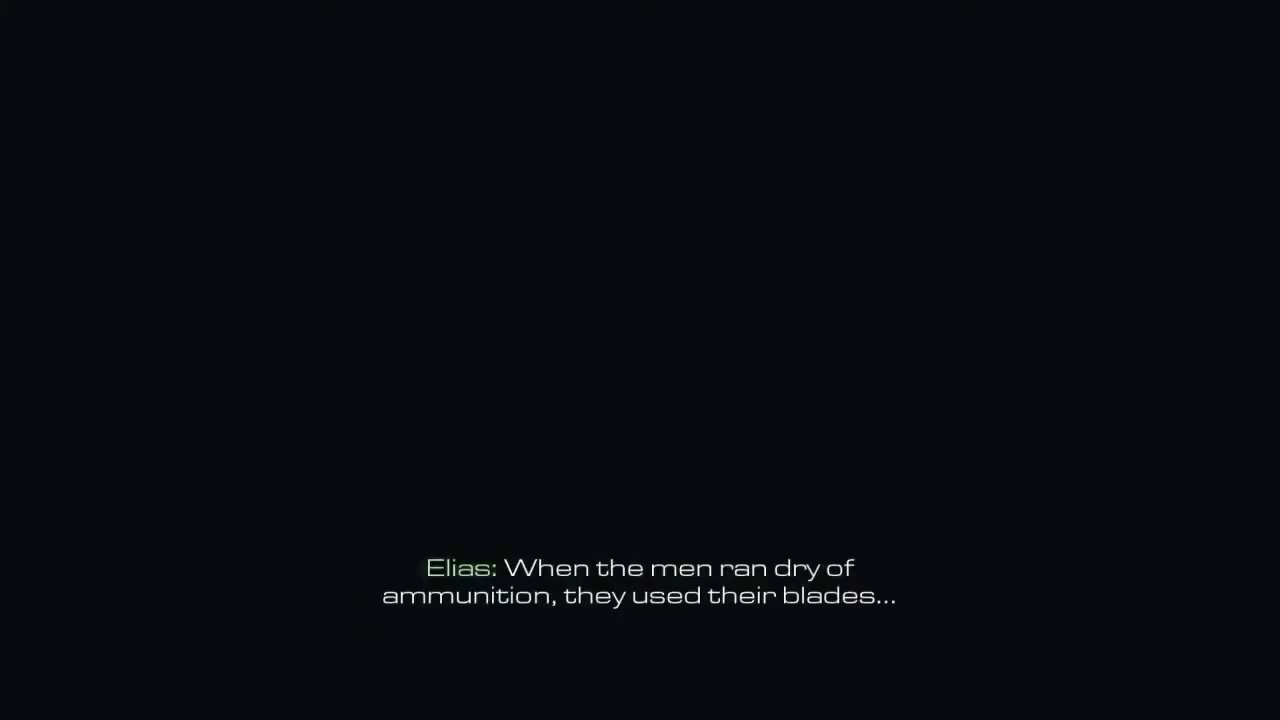 Elias: When the men ran dry of
ammunition, they used their blades...